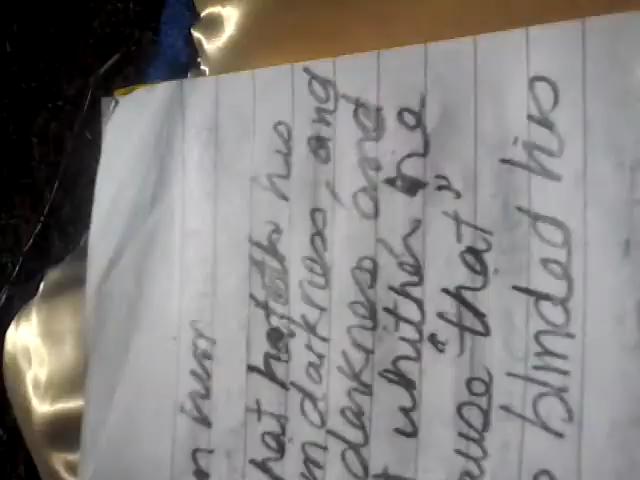 n him
hat hateth his
n darkness, and
darkness and
t whither he
ause "that"
blinded his